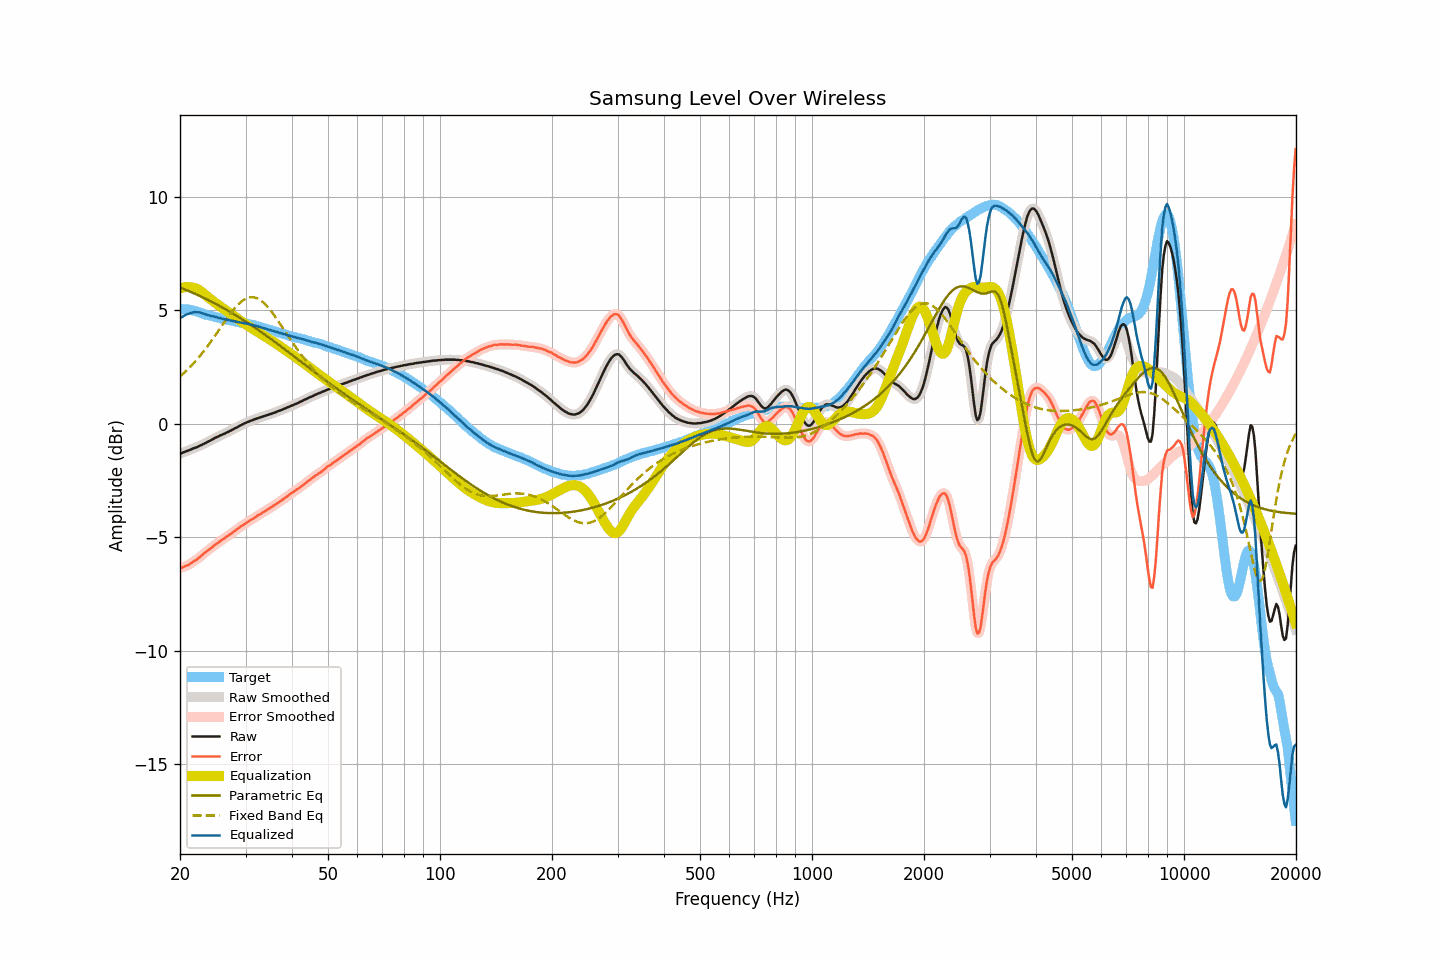 Samsung Level Over Wireless
Amplitude (dBr)
10
5
0
−5
−10
−15
Target
Raw Smoothed
Error Smoothed
Raw
Error
Equalization
Parametric Eq
Fixed Band Eq
Equalized
20 50 100 200 500 1000 2000 5000 10000 20000
Frequency (Hz)